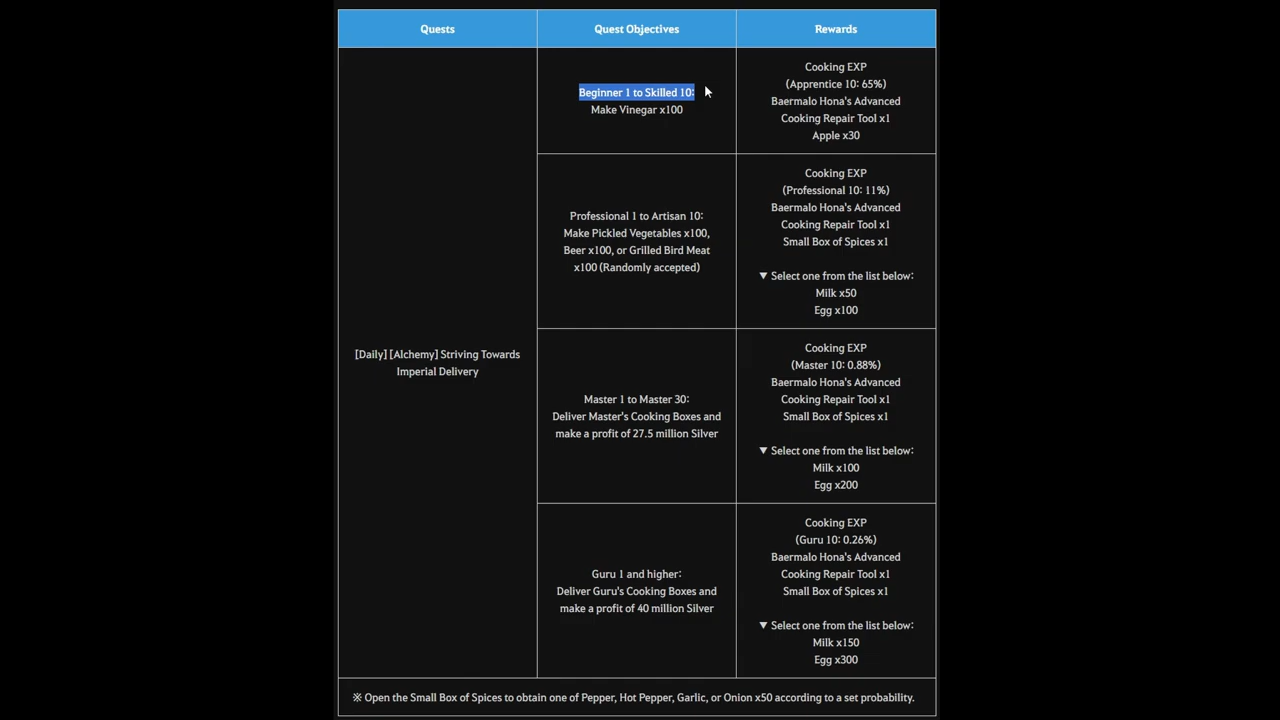 Quests
Quest Objectives
Rewards
[Daily] [Alchemy] Striving Towards
Imperial Delivery
Beginner 1 to Skilled 10:
Make Vinegar x100
Cooking EXP
(Apprentice 10: 65%)
Baermalo Hona's Advanced
Cooking Repair Tool x1
Apple x30
Professional 1 to Artisan 10:
Make Pickled Vegetables x100,
Beer x100, or Grilled Bird Meat
x100 (Randomly accepted)
Cooking EXP
(Professional 10: 11%)
Baermalo Hona's Advanced
Cooking Repair Tool x1
Small Box of Spices x1
▼ Select one from the list below:
Milk x50
Egg x100
Master 1 to Master 30:
Deliver Master's Cooking Boxes and
make a profit of 27.5 million Silver
Cooking EXP
(Master 10: 0.88%)
Baermalo Hona's Advanced
Cooking Repair Tool x1
Small Box of Spices x1
▼ Select one from the list below:
Milk x100
Egg x200
Guru 1 and higher:
Deliver Guru's Cooking Boxes and
make a profit of 40 million Silver
Cooking EXP
(Guru 10: 0.26%)
Baermalo Hona's Advanced
Cooking Repair Tool x1
Small Box of Spices x1
▼ Select one from the list below:
Milk x150
Egg x300
※ Open the Small Box of Spices to obtain one of Pepper, Hot Pepper, Garlic, or Onion x50 according to a set probability.